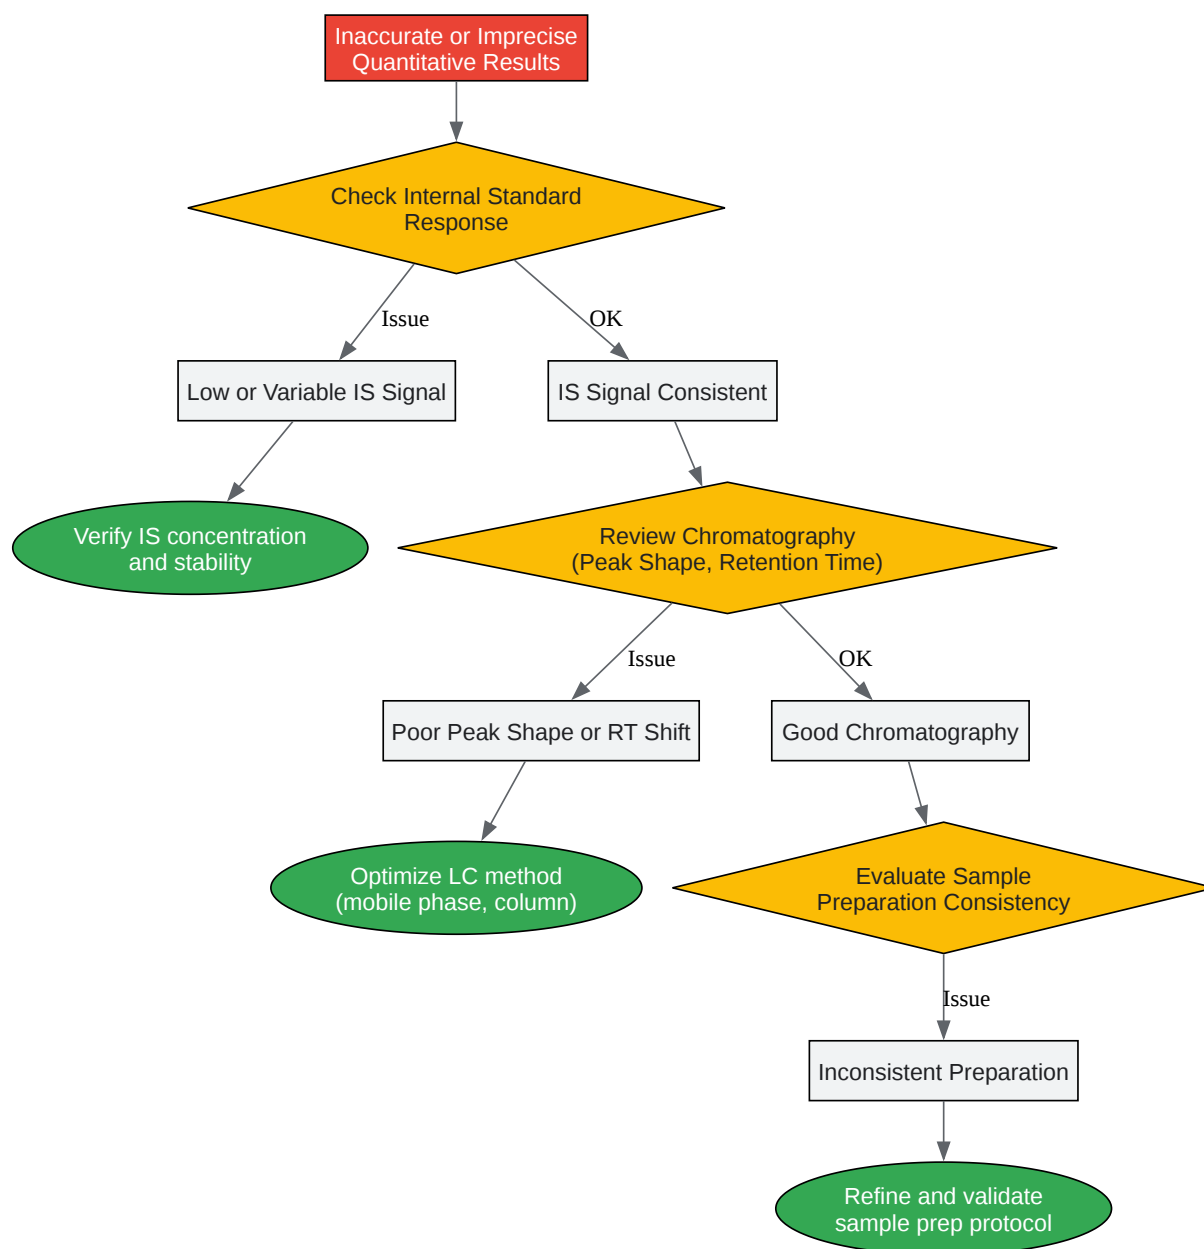 Inaccurate or Imprecise
Quantitative Results
Check Internal Standard
Response
Issue
OK
Low or Variable IS Signal
IS Signal Consistent
Verify IS concentration
and stability
Review Chromatography
(Peak Shape, Retention Time)
Issue
OK
Poor Peak Shape or RT Shift
Good Chromatography
Optimize LC method
(mobile phase, column)
Evaluate Sample
Preparation Consistency
Issue
Inconsistent Preparation
Refine and validate
sample prep protocol